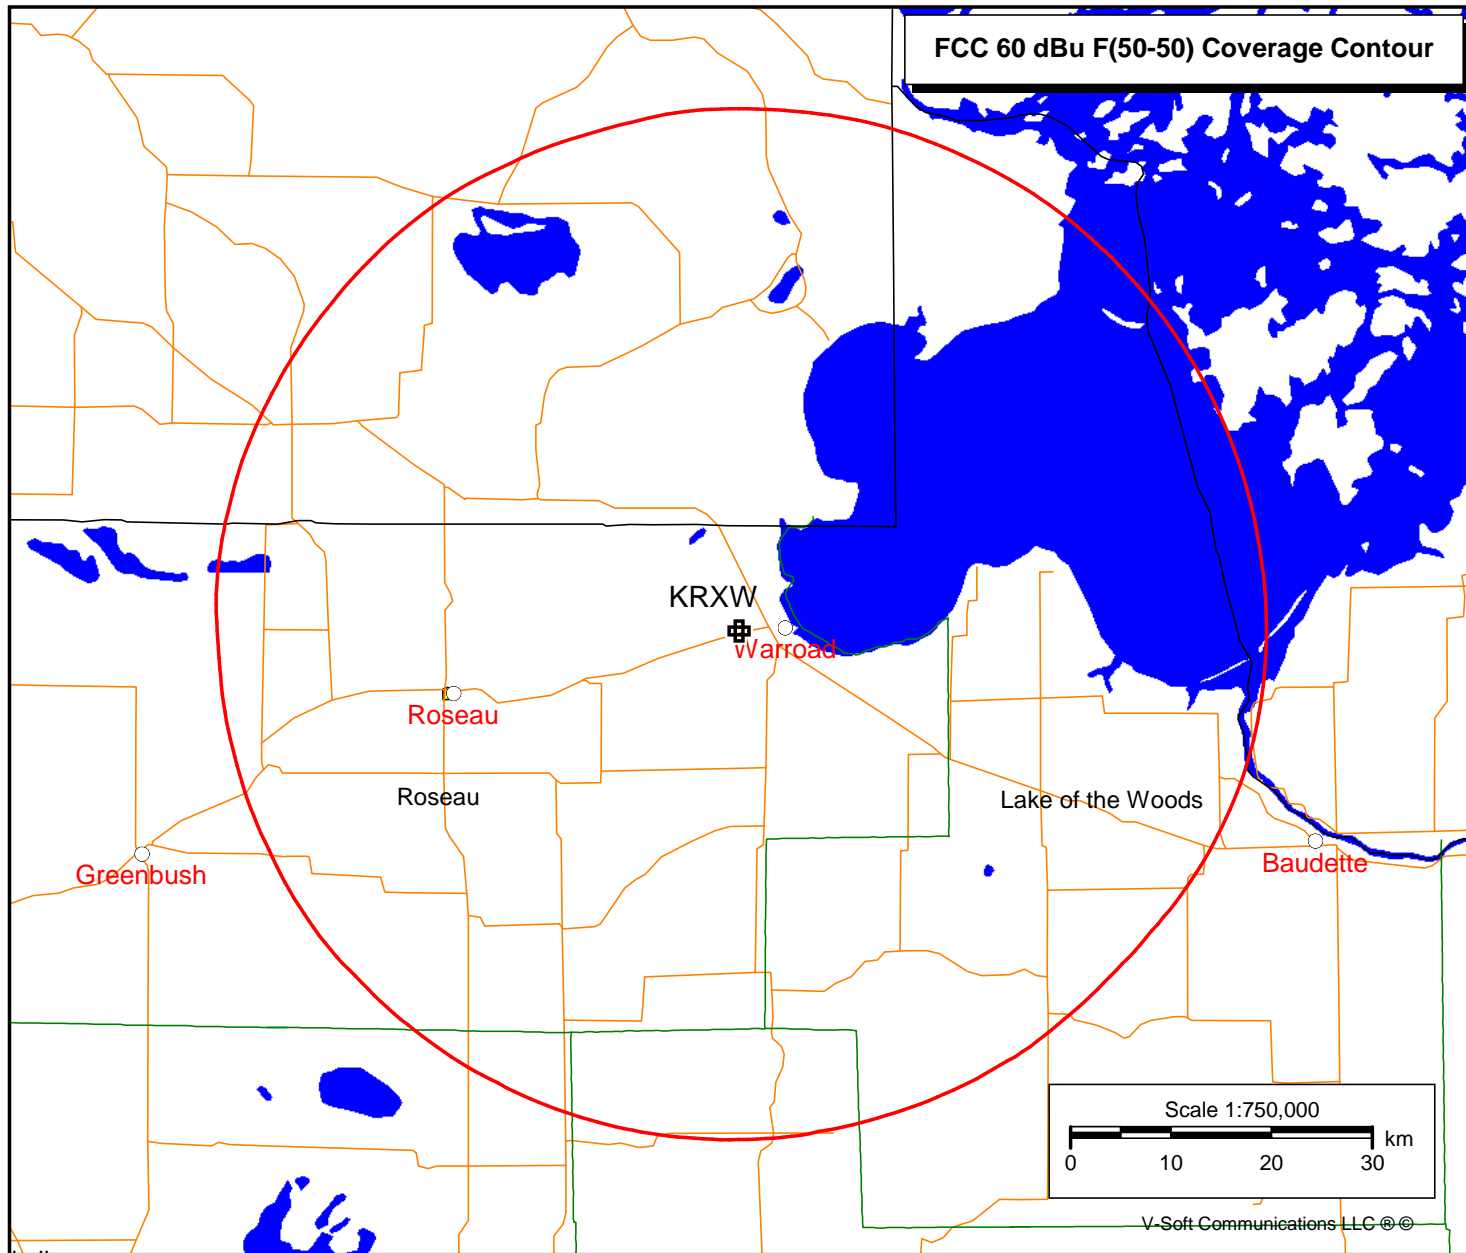 FCC 60 dBu F(50-50) Coverage Contour
KRXW
Warroad
Roseau
Roseau
Lake of the Woods
Greenbush
Baudette
Scale 1:750,000
km
0 10 20 30
V-Soft Communications LLC ® ©